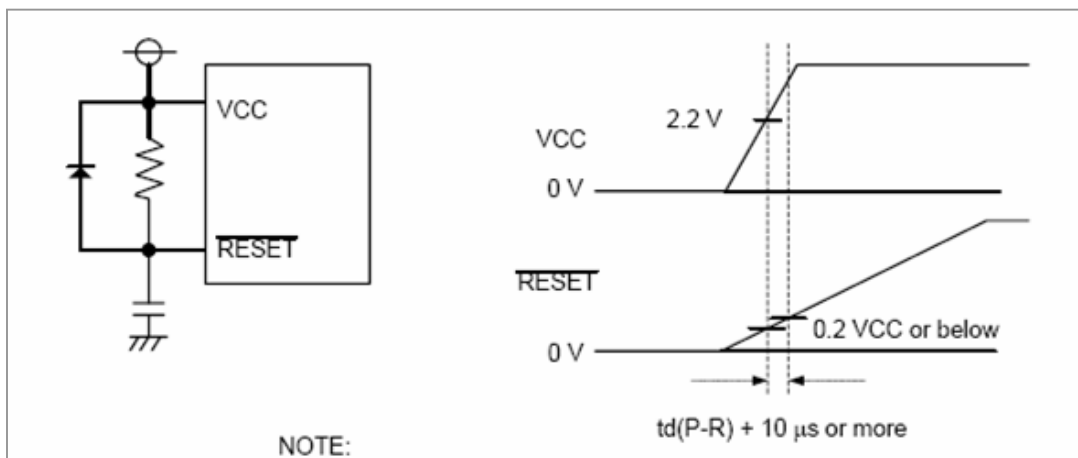 VCC
RESET
NOTE:
2.2 V
VCC
0 V
RESET
0.2 VCC or below
0 V
td(P-R) + 10 μs or more